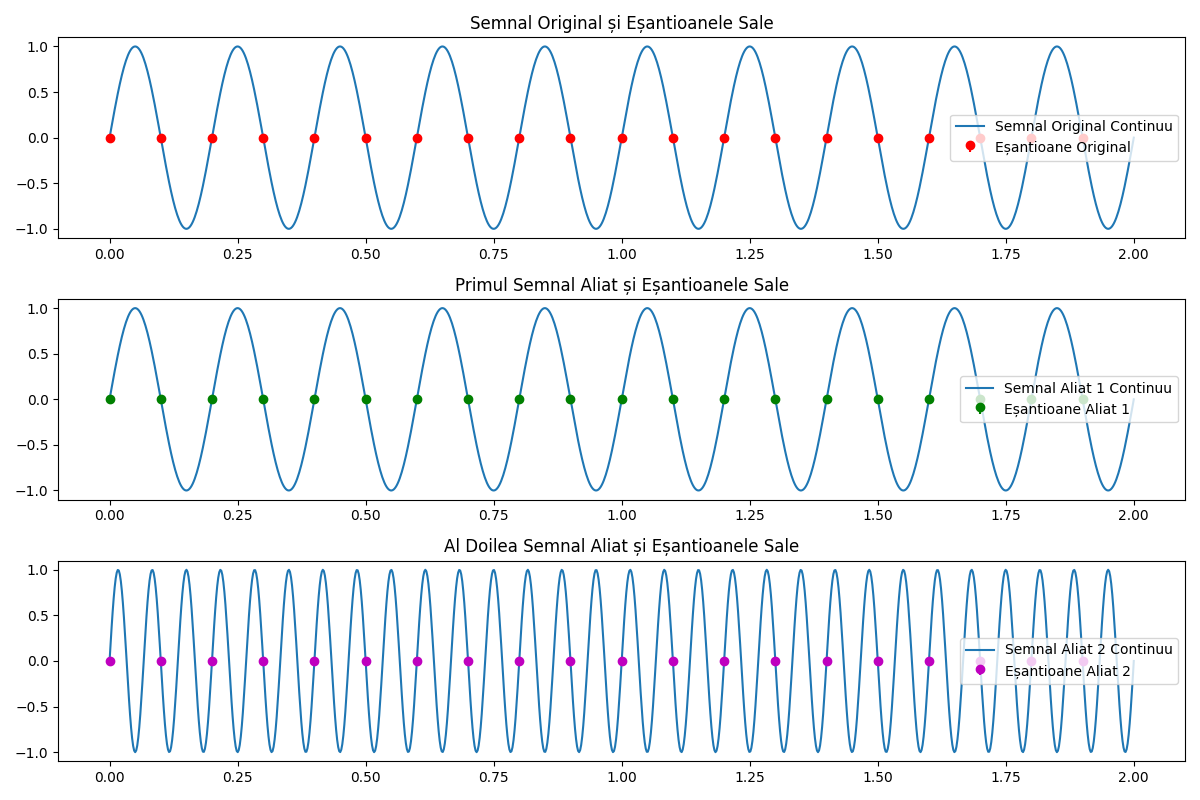 Semnal Original și Eșantioanele Sale
1.0
0.5
0.0
−0.5
−1.0
Semnal Original Continuu
Eșantioane Original
0.00 0.25 0.50 0.75 1.00 1.25 1.50 1.75 2.00
Primul Semnal Aliat și Eșantioanele Sale
1.0
0.5
0.0
−0.5
−1.0
Semnal Aliat 1 Continuu
Eșantioane Aliat 1
0.00 0.25 0.50 0.75 1.00 1.25 1.50 1.75 2.00
Al Doilea Semnal Aliat și Eșantioanele Sale
1.0
0.5
0.0
−0.5
−1.0
Semnal Aliat 2 Continuu
Eșantioane Aliat 2
0.00 0.25 0.50 0.75 1.00 1.25 1.50 1.75 2.00